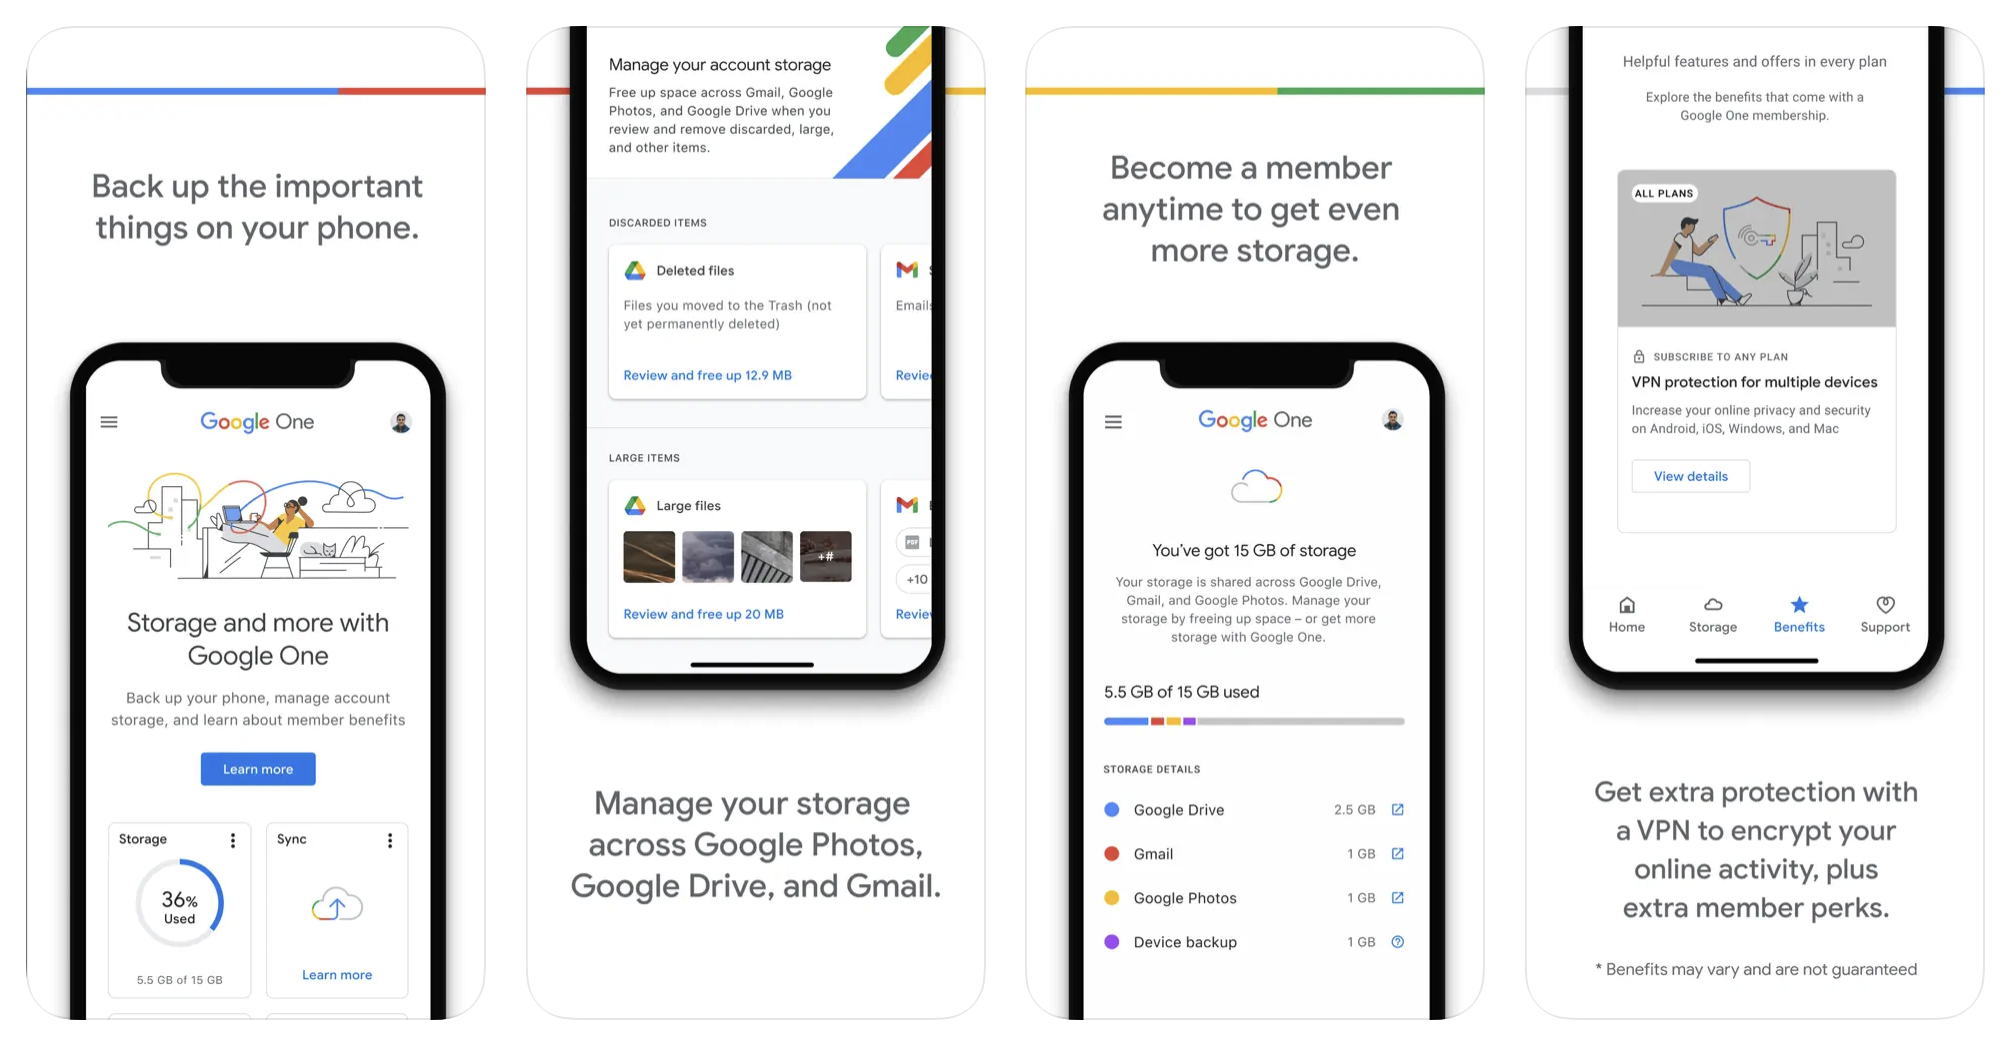 Back up the important
things on your phone.
Google One
Storage and more with
Google One
Back up your phone, manage account
storage, and learn about member benefits
Learn more
Storage
36%
Used
5.5 GB of 15 GB
Sync
Learn more
Manage your account storage
Free up space across Gmail, Google
Photos, and Google Drive when you
review and remove discarded, large,
and other items.
DISCARDED ITEMS
Deleted files
Files you moved to the Trash (not
yet permanently deleted)
Review and free up 12.9 MB
Emails
LARGE ITEMS
Large files
+#
Review and free up 20 MB
PDF
+10
Manage your storage
across Google Photos,
Google Drive, and Gmail.
Become a member
anytime to get even
more storage.
Google One
You've got 15 GB of storage
Your storage is shared across Google Drive,
Gmail, and Google Photos. Manage your
storage by freeing up space – or get more
storage with Google One.
5.5 GB of 15 GB used
STORAGE DETAILS
Google Drive 2.5 GB
Gmail 1 GB
Google Photos 1 GB
Device backup 1 GB
Helpful features and offers in every plan
Explore the benefits that come with a
Google One membership.
ALL PLANS
SUBSCRIBE TO ANY PLAN
VPN protection for multiple devices
Increase your online privacy and security
on Android, iOS, Windows, and Mac
View details
Home Storage Benefits Support
Get extra protection with
a VPN to encrypt your
online activity, plus
extra member perks.
* Benefits may vary and are not guaranteed